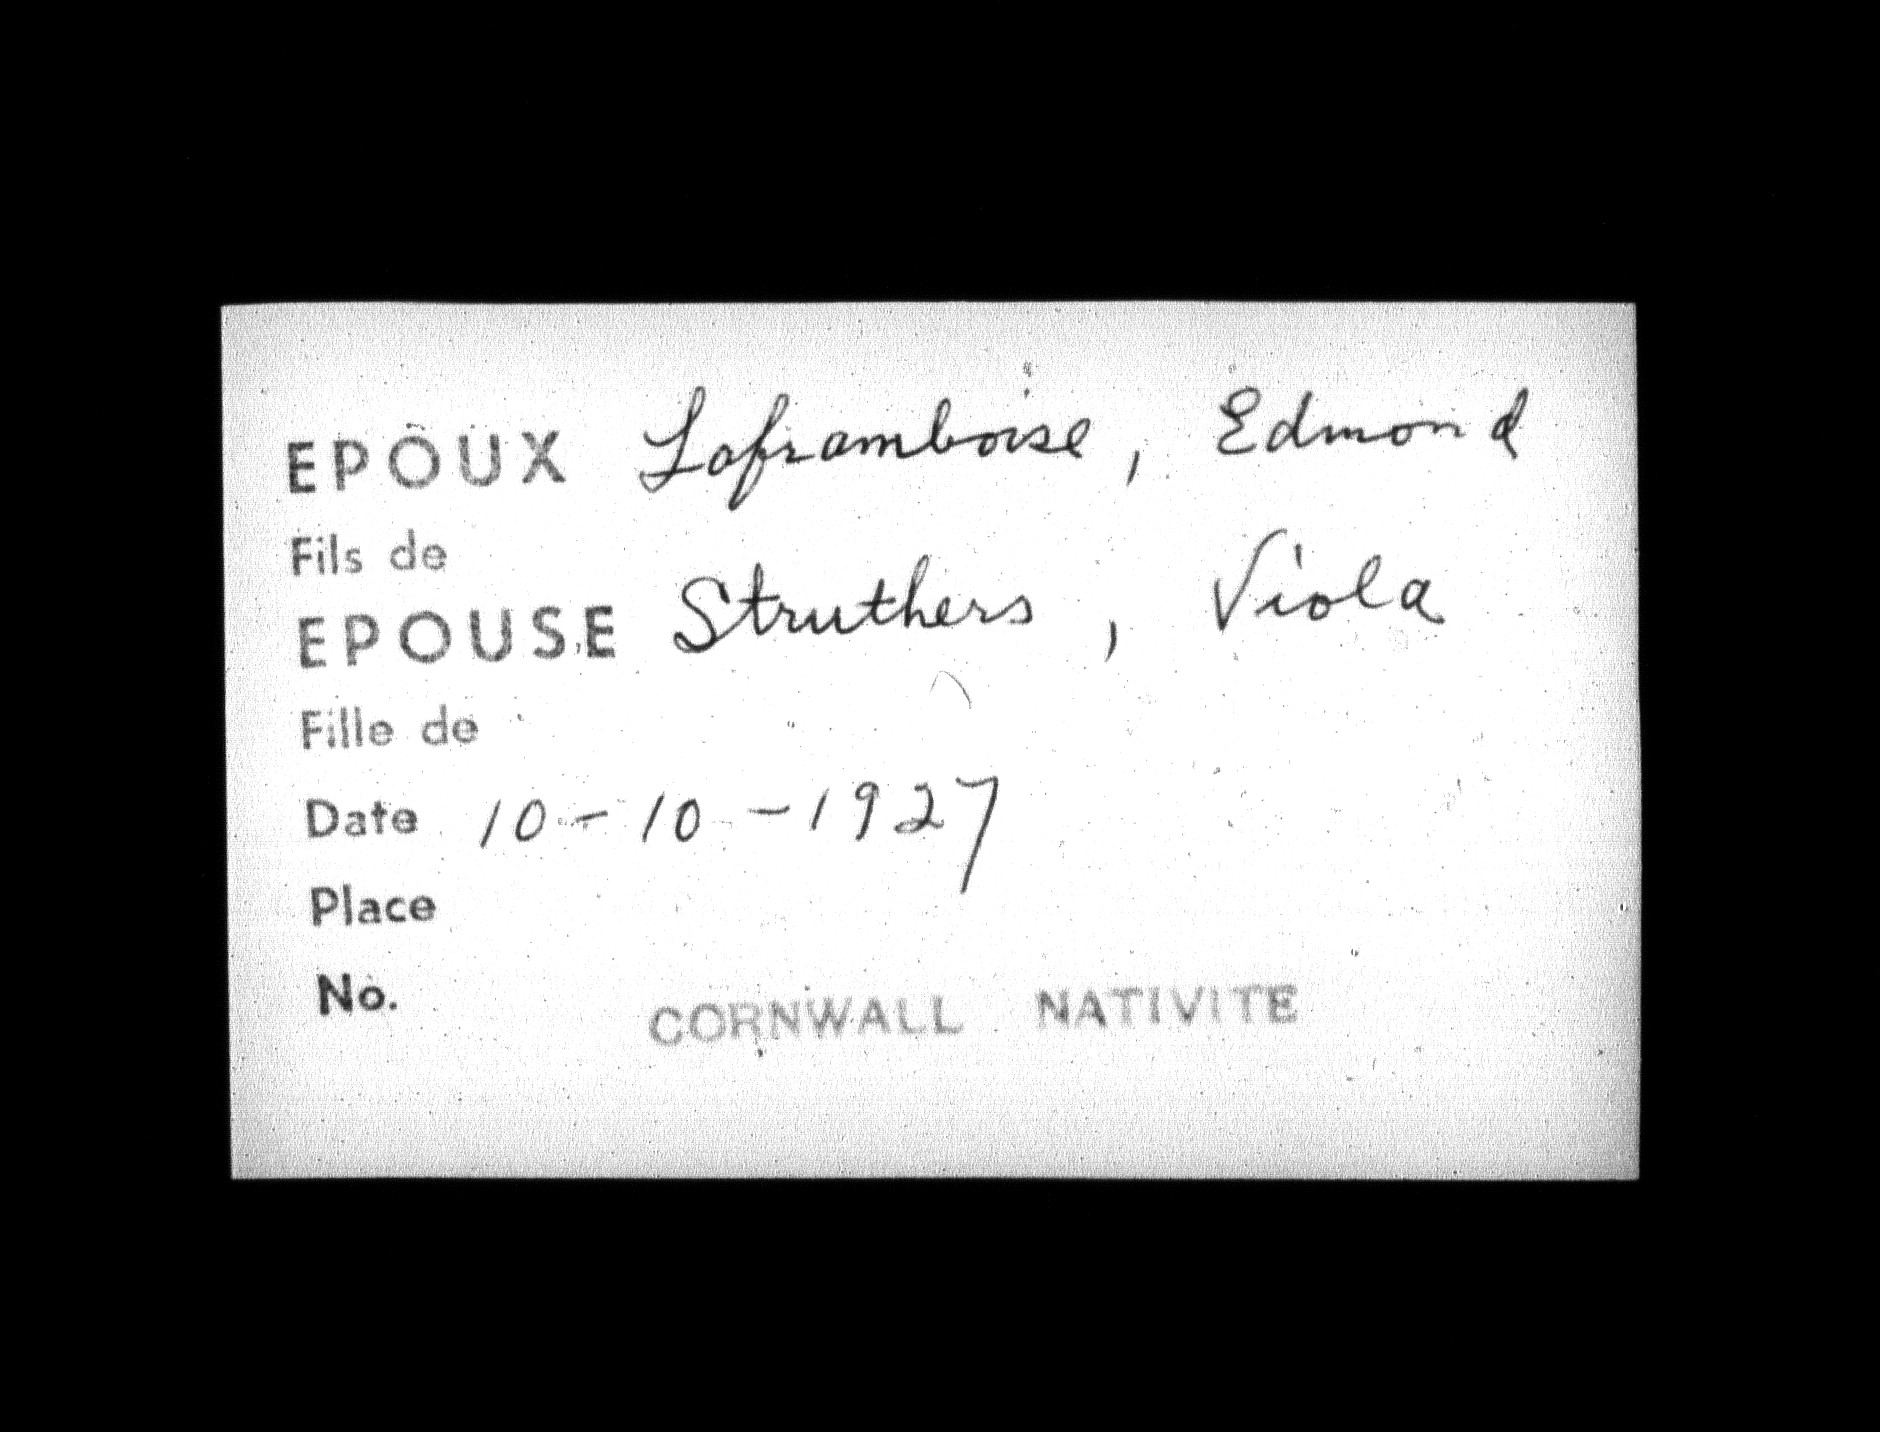 EPOUX Laframboise, Edmond
Fils de
EPOUSE Struthers, Viola
Fille de
Date 10-10-1927
Place
No.
CORNWALL NATIVITE